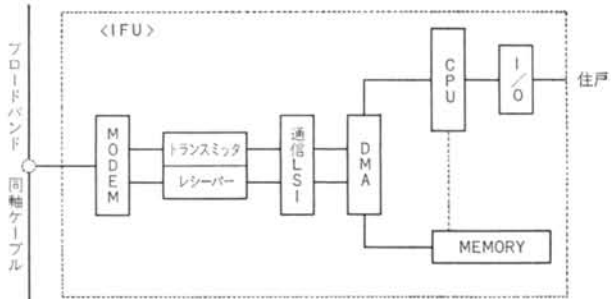 <IFU>
ブロードバンド 同軸ケーブル
MODEM
トランスミッタ
レシーバー
通信LSI
DMA
CPU
I/O
住戸
MEMORY